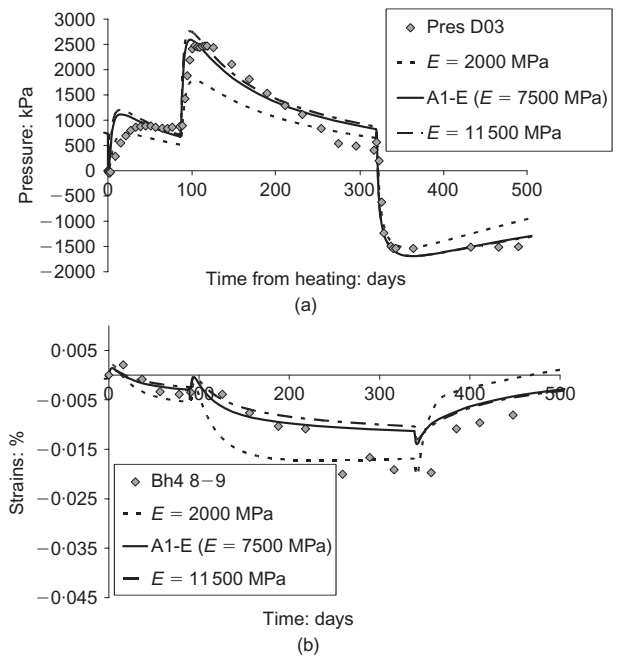 3000
2500
2000
1500
1000
500
0
−500
−1000
−1500
−2000
Pressure: kPa
0
100
200
300
400
500
Pres D03
E = 2000 MPa
A1-E (E = 7500 MPa)
E = 11 500 MPa
Time from heating: days
(a)
0·005
−0·005
−0·015
−0·025
−0·035
−0·045
Strains: %
0
100
200
300
400
500
Bh4 8–9
E = 2000 MPa
A1-E (E = 7500 MPa)
E = 11 500 MPa
Time: days
(b)